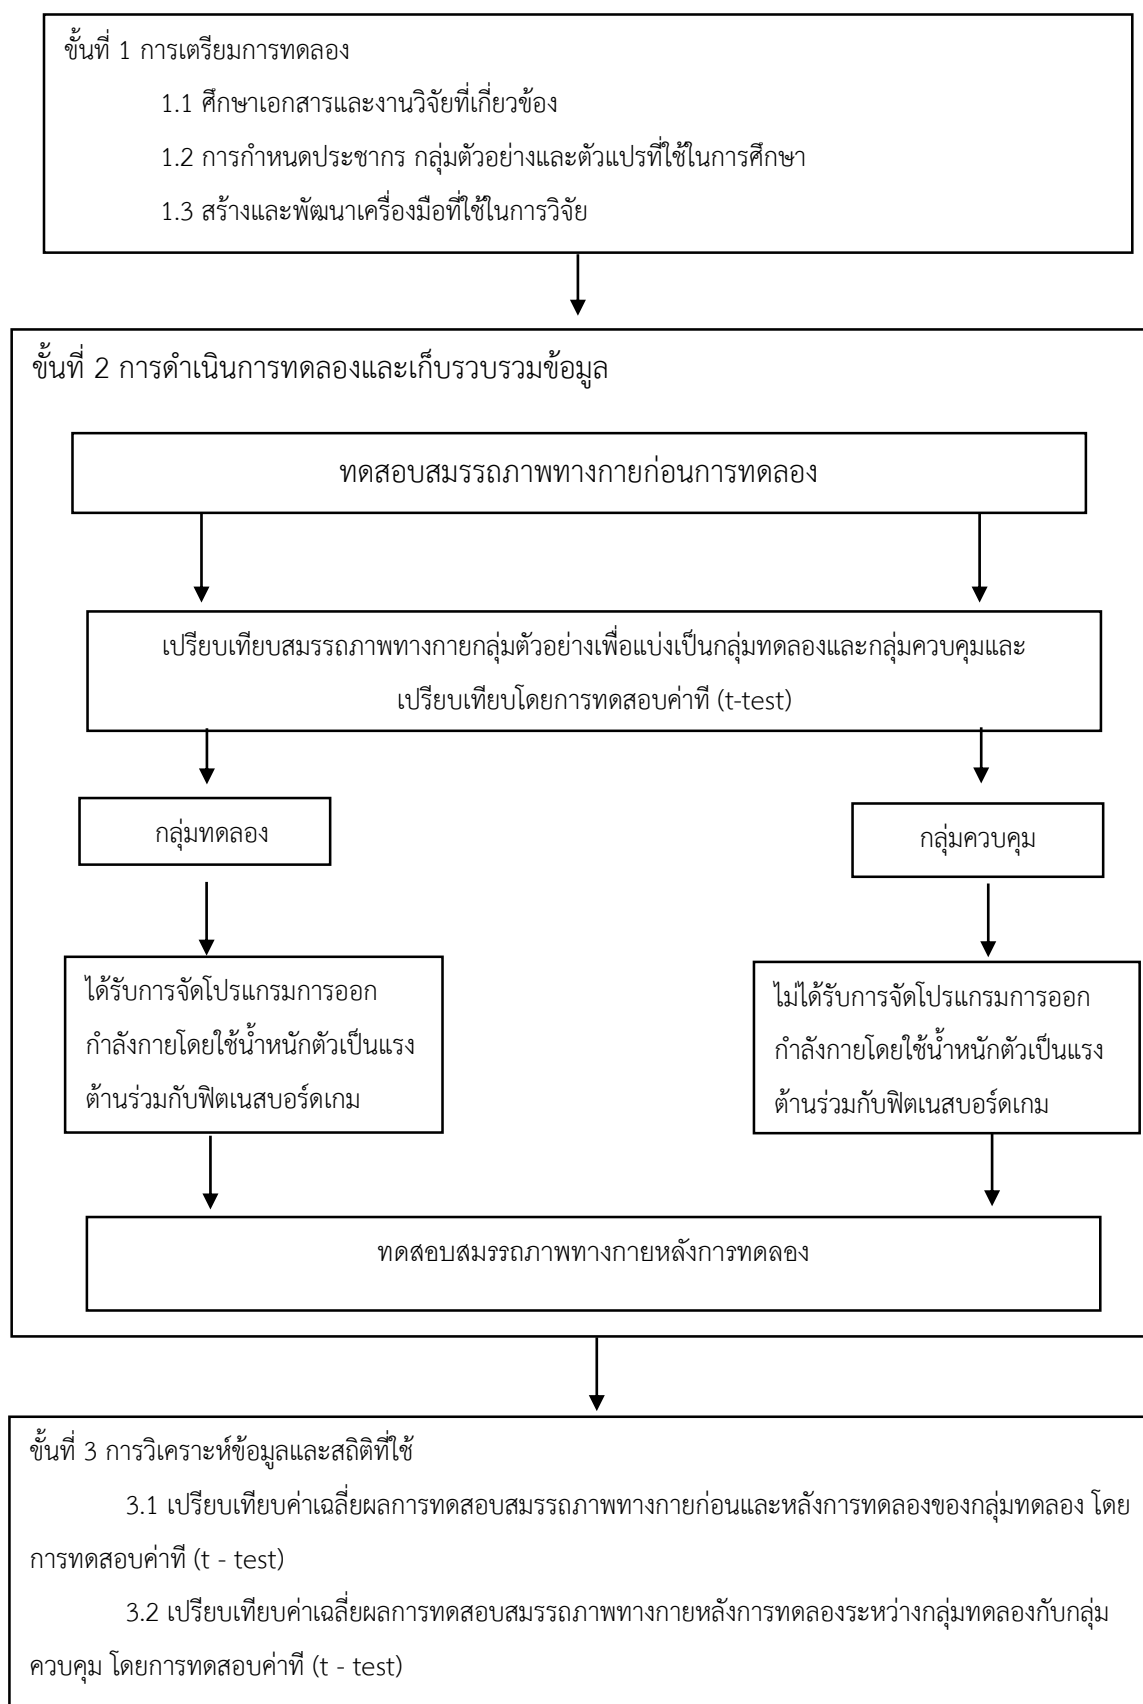 ขั้นที่ 1 การเตรียมการทดลอง
1.1 ศึกษาเอกสารและงานวิจัยที่เกี่ยวข้อง
1.2 การกำหนดประชากร กลุ่มตัวอย่างและตัวแปรที่ใช้ในการศึกษา
1.3 สร้างและพัฒนาเครื่องมือที่ใช้ในการวิจัย
ขั้นที่ 2 การดำเนินการทดลองและเก็บรวบรวมข้อมูล
ทดสอบสมรรถภาพทางกายก่อนการทดลอง
เปรียบเทียบสมรรถภาพทางกายกลุ่มตัวอย่างเพื่อแบ่งเป็นกลุ่มทดลองและกลุ่มควบคุมและ
เปรียบเทียบโดยการทดสอบค่าที (t-test)
กลุ่มทดลอง
กลุ่มควบคุม
ได้รับการจัดโปรแกรมการออก
กำลังกายโดยใช้น้ำหนักตัวเป็นแรง
ต้านร่วมกับฟิตเนสบอร์ดเกม
ไม่ได้รับการจัดโปรแกรมการออก
กำลังกายโดยใช้น้ำหนักตัวเป็นแรง
ต้านร่วมกับฟิตเนสบอร์ดเกม
ทดสอบสมรรถภาพทางกายหลังการทดลอง
ขั้นที่ 3 การวิเคราะห์ข้อมูลและสถิติที่ใช้
3.1 เปรียบเทียบค่าเฉลี่ยผลการทดสอบสมรรถภาพทางกายก่อนและหลังการทดลองของกลุ่มทดลอง โดย
การทดสอบค่าที (t - test)
3.2 เปรียบเทียบค่าเฉลี่ยผลการทดสอบสมรรถภาพทางกายหลังการทดลองระหว่างกลุ่มทดลองกับกลุ่ม
ควบคุม โดยการทดสอบค่าที (t - test)